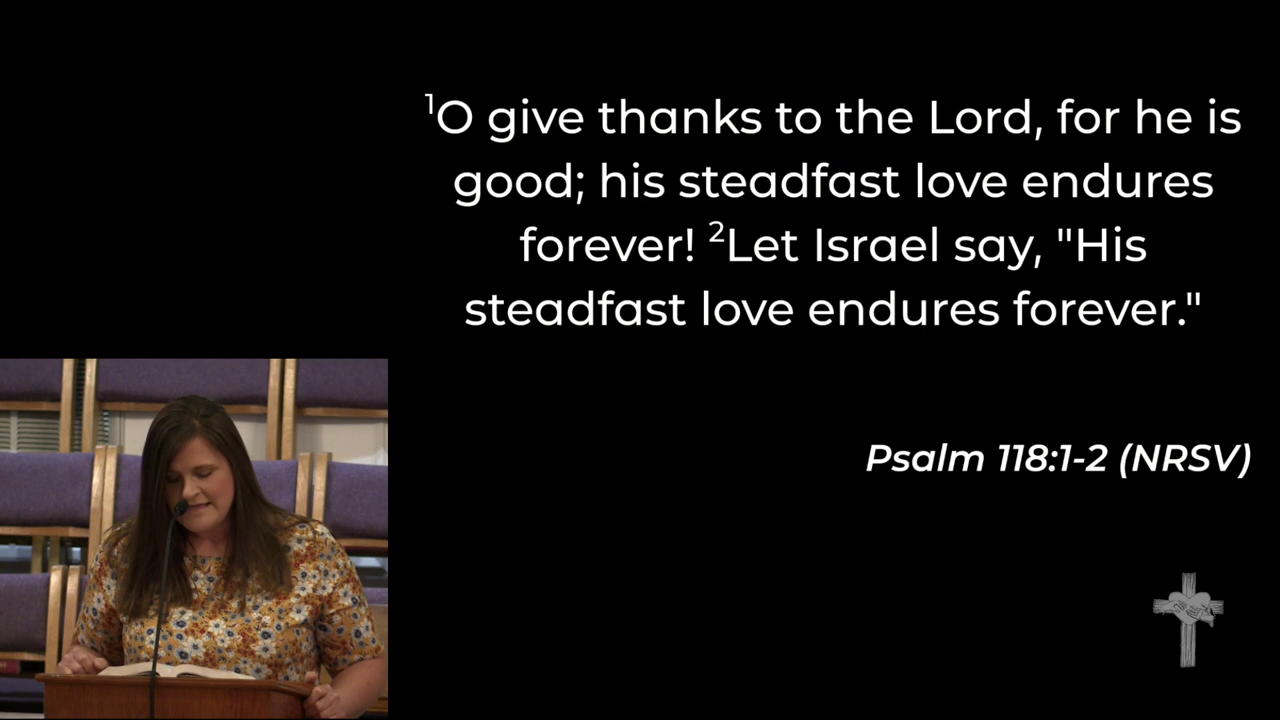 ¹O give thanks to the Lord, for he is
good; his steadfast love endures
forever! ²Let Israel say, "His
steadfast love endures forever."
Psalm 118:1-2 (NRSV)